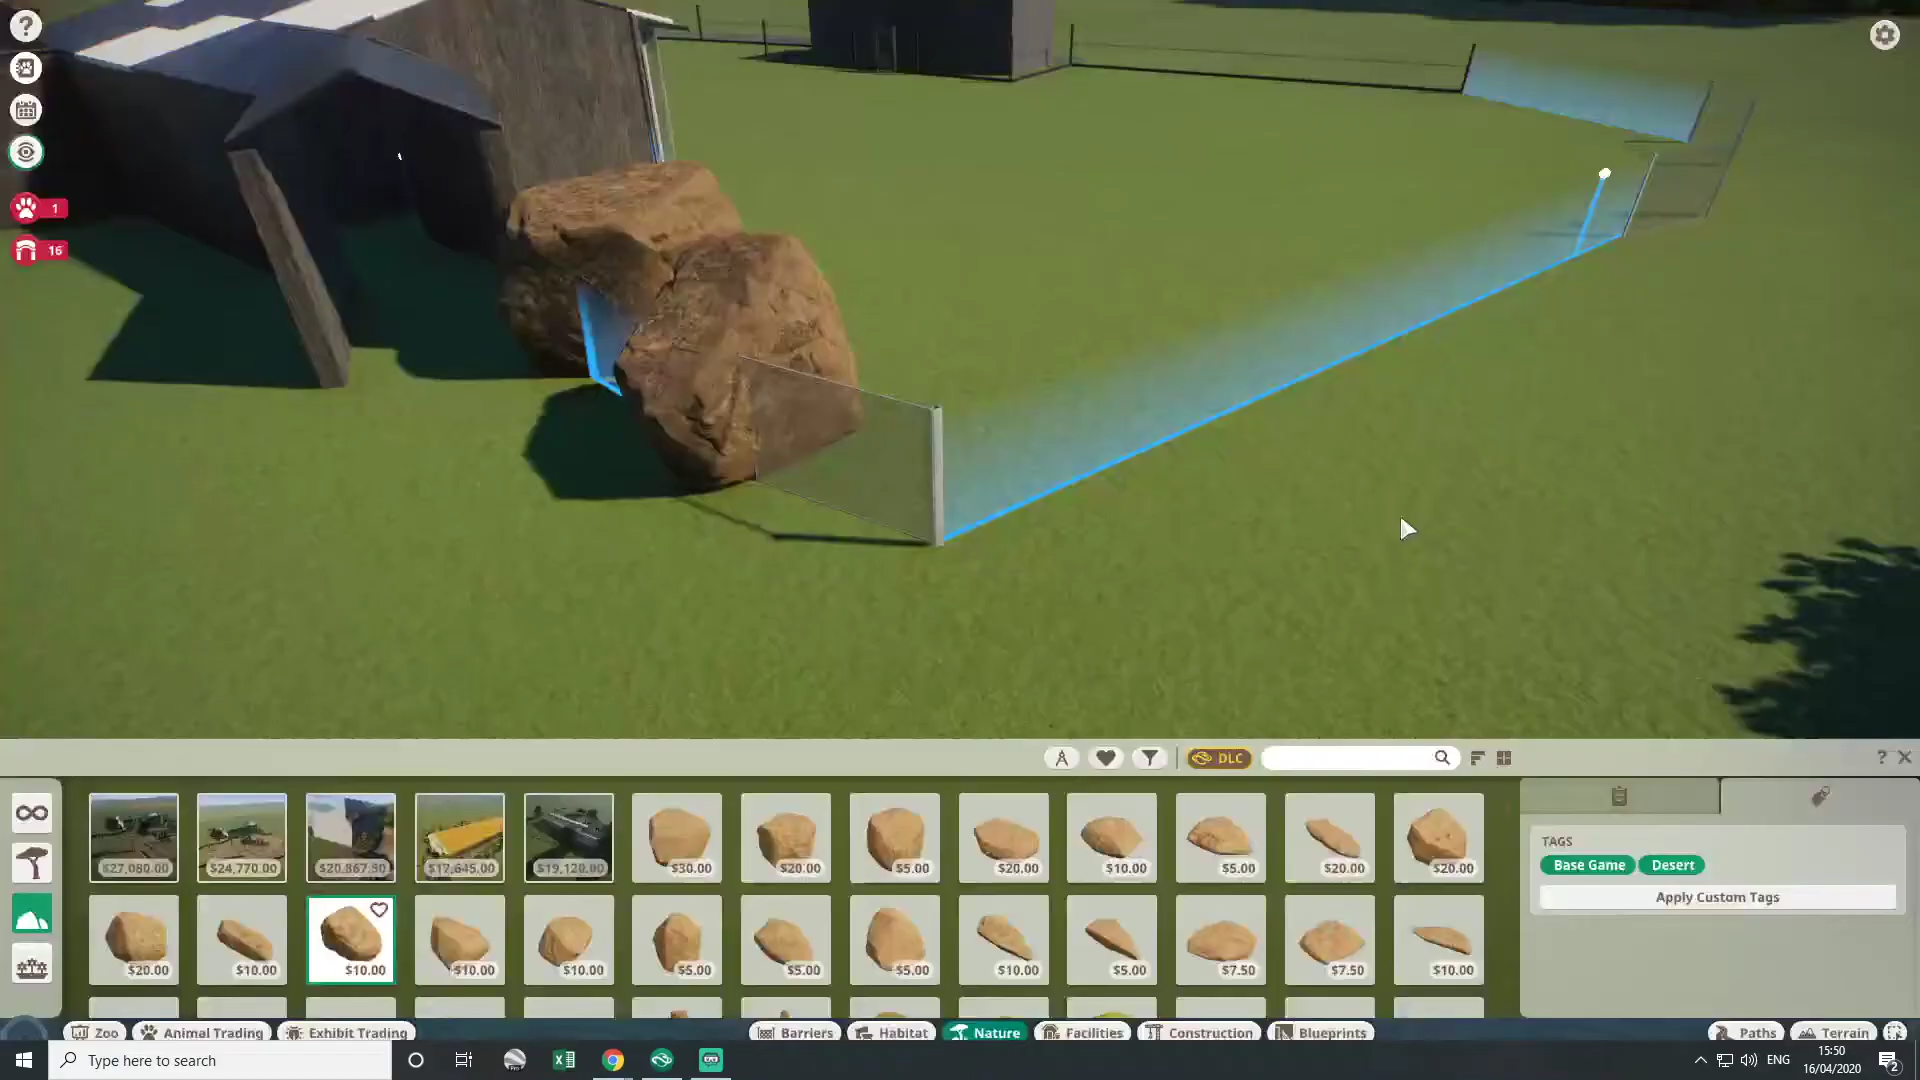 ?
1
16
DLC
?
$27,080.00
$24,770.00
$20,867.50
$17,645.00
$19,120.00
$30.00
$20.00
$5.00
$20.00
$10.00
$5.00
$20.00
$20.00
TAGS
Base Game
Desert
Apply Custom Tags
$20.00
$10.00
$10.00
$10.00
$10.00
$5.00
$5.00
$5.00
$10.00
$5.00
$7.50
$7.50
$10.00
Zoo
Animal Trading
Exhibit Trading
Barriers
Habitat
Nature
Facilities
Construction
Blueprints
Paths
Terrain
Type here to search
ENG
15:50
16/04/2020
2